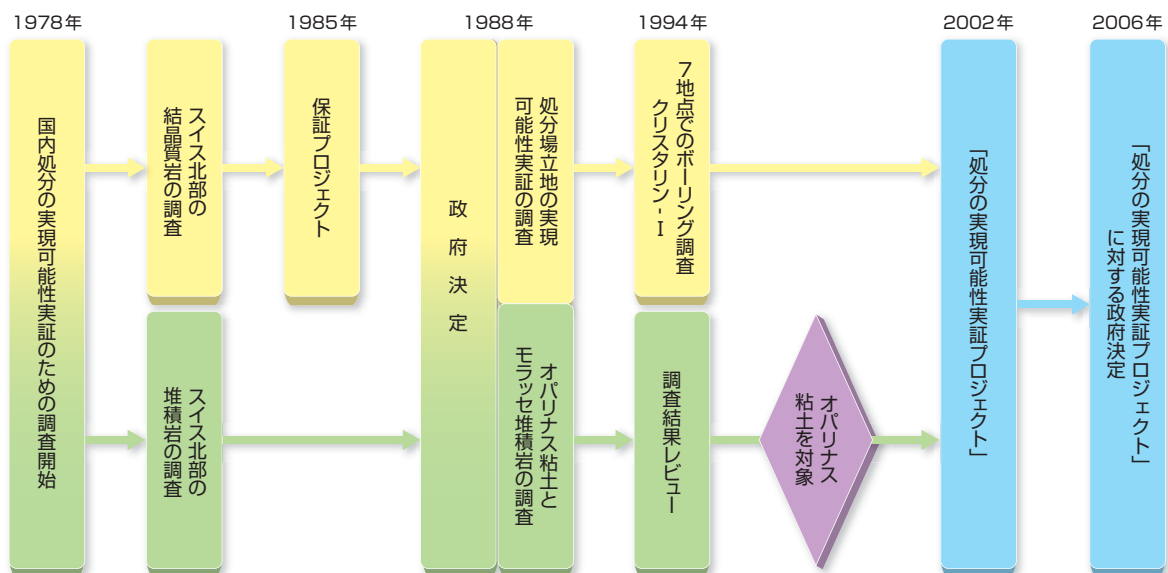 1978年
1985年
1988年
1994年
2002年
2006年
国内処分の実現可能性実証のための調査開始
スイス北部の
結晶質岩の調査
保証プロジェクト
政府決定
処分場立地の実現
可能性実証の調査
7地点でのボーリング調査
クリスタリン-I
「処分の実現可能性実証プロジェクト」
「処分の実現可能性実証プロジェクト」
に対する政府決定
スイス北部の
堆積岩の調査
オパリナス粘土と
モラッセ堆積岩の調査
調査結果レビュー
オパリナス
粘土を対象